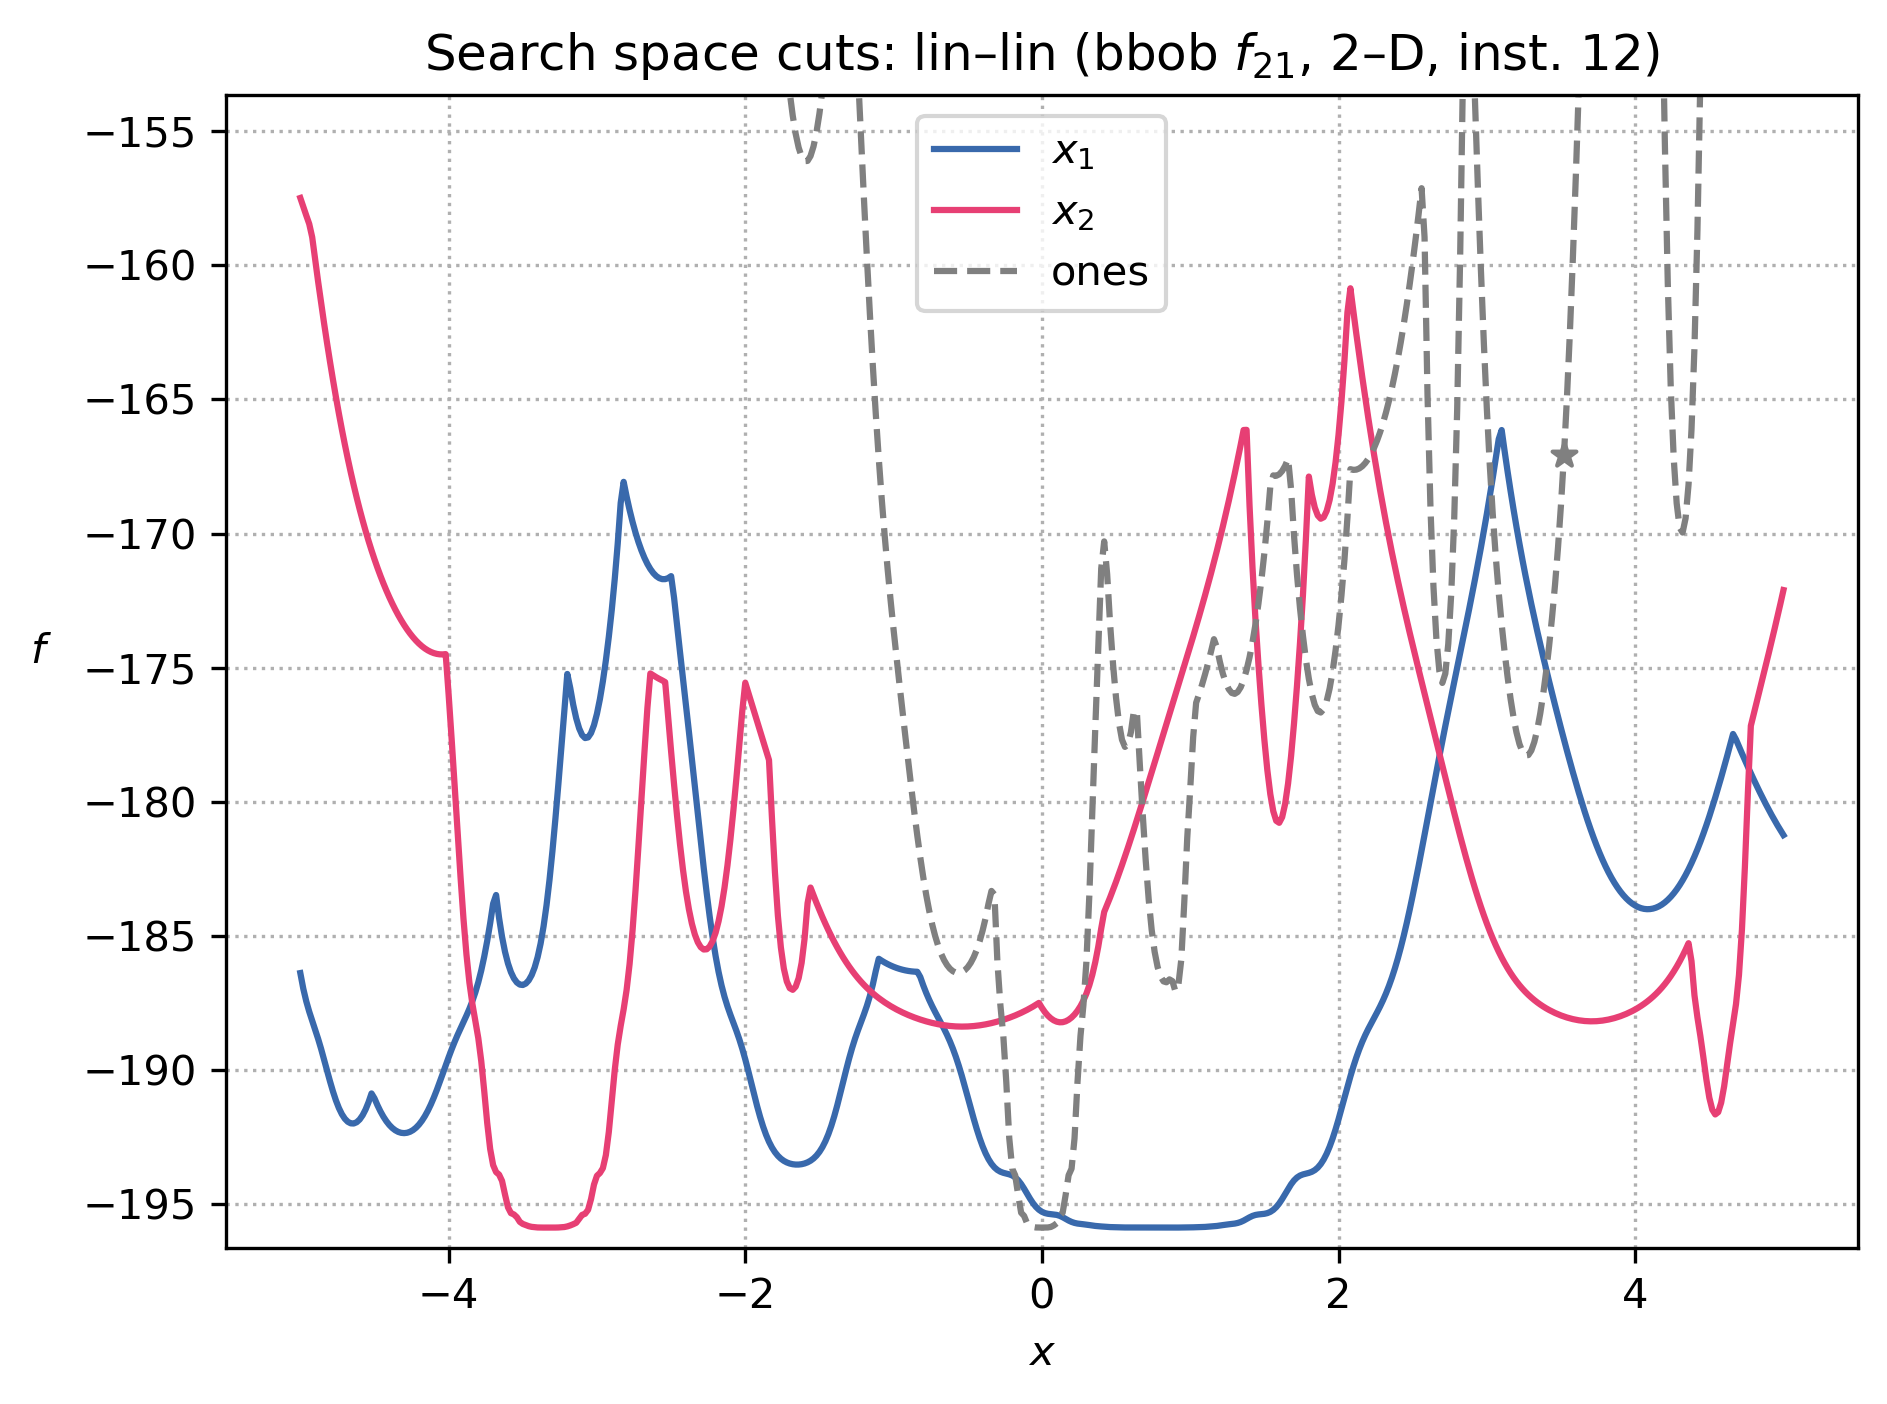 Search space cuts: lin–lin (bbob f21, 2–D, inst. 12)
−155
−160
−165
−170
−175
−180
−185
−190
−195
f
x1
x2
ones
−4
−2
0
2
4
x